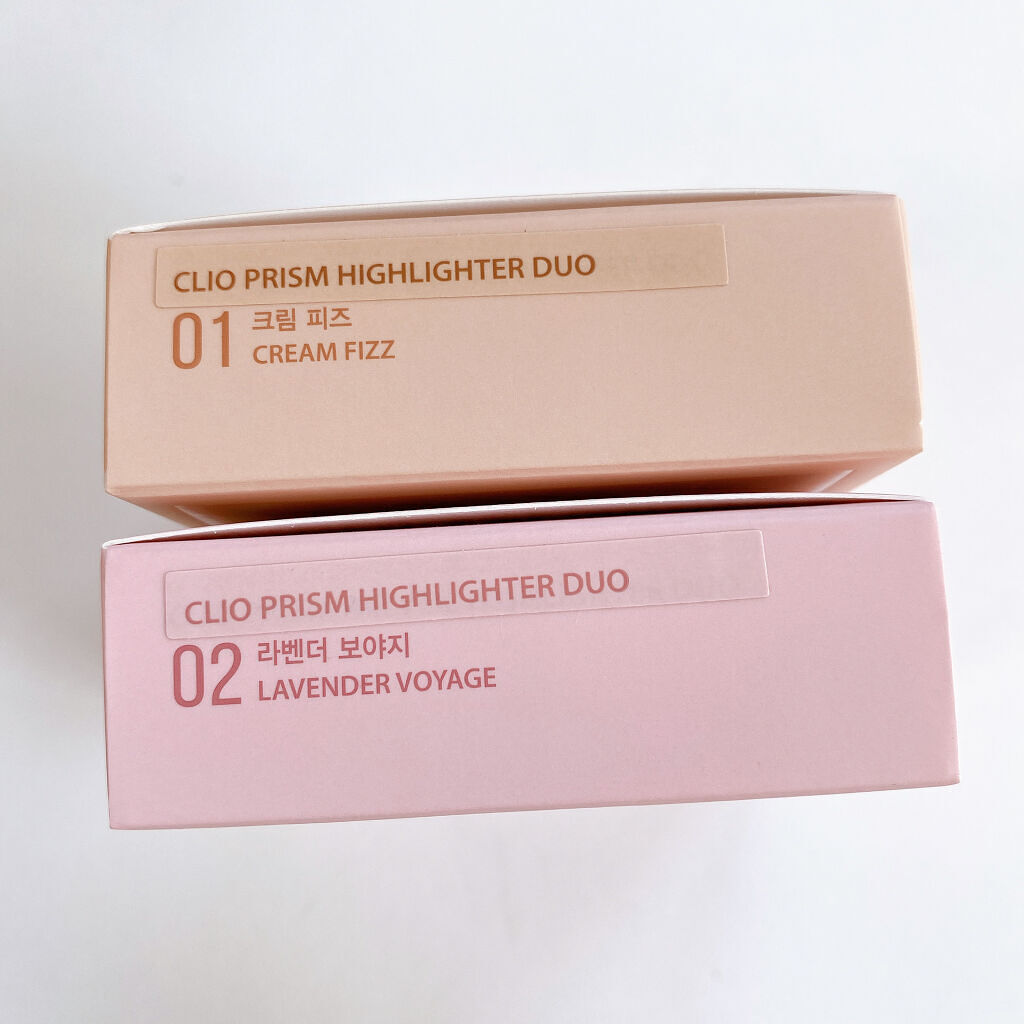 CLIO PRISM HIGHLIGHTER DUO
01 크림 피즈
CREAM FIZZ
CLIO PRISM HIGHLIGHTER DUO
02 라벤더 보야지
LAVENDER VOYAGE